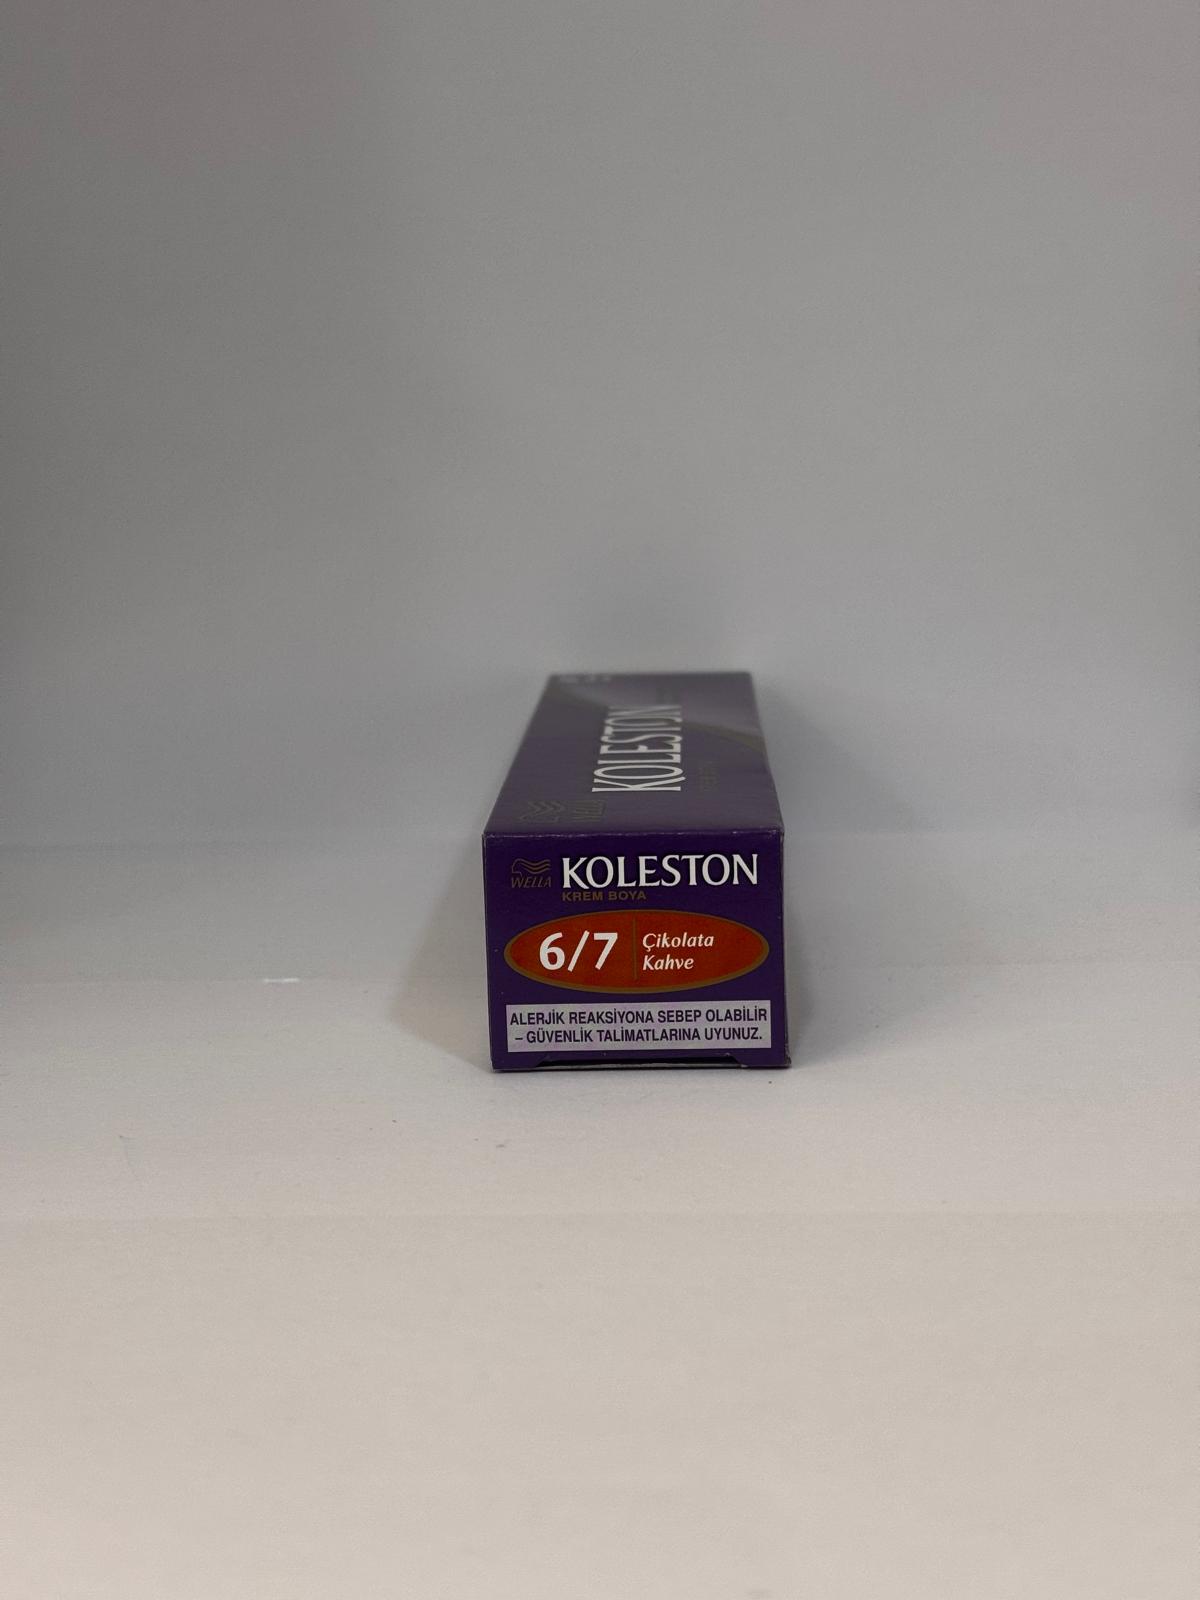 KOLESTON
WELLA
WELLA KOLESTON
KREM BOYA
6/7 Çikolata
Kahve
ALERJİK REAKSİYONA SEBEP OLABİLİR
– GÜVENLİK TALİMATLARINA UYUNUZ.